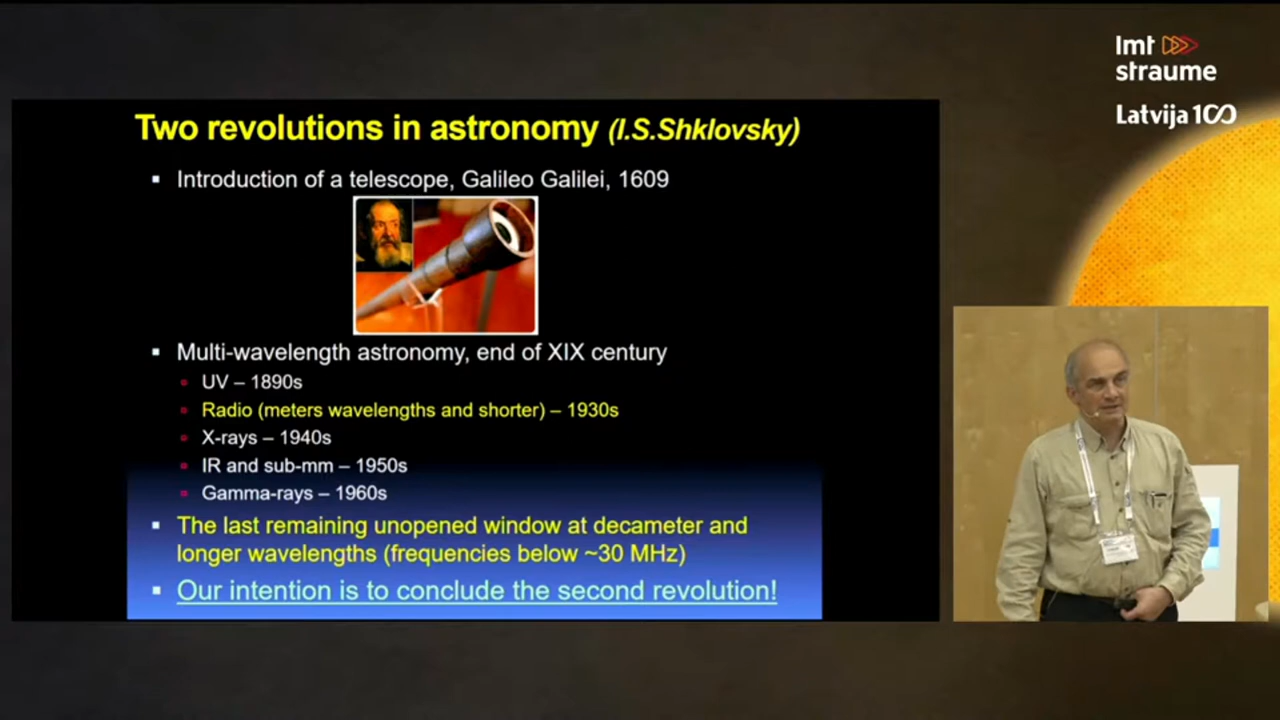 lmt
straume
Latvija 100
Two revolutions in astronomy (I.S.Shklovsky)
Introduction of a telescope, Galileo Galilei, 1609
Multi-wavelength astronomy, end of XIX century
UV – 1890s
Radio (meters wavelengths and shorter) – 1930s
X-rays – 1940s
IR and sub-mm – 1950s
Gamma-rays – 1960s
The last remaining unopened window at decameter and
longer wavelengths (frequencies below ~30 MHz)
Our intention is to conclude the second revolution!